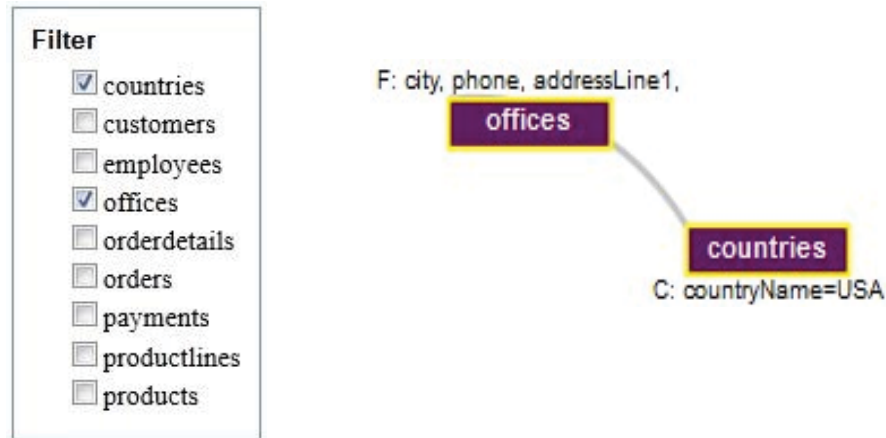 Filter
countries
customers
employees
offices
orderdetails
orders
payments
productlines
products
F: city, phone, addressLine1,
offices
countries
C: countryName=USA